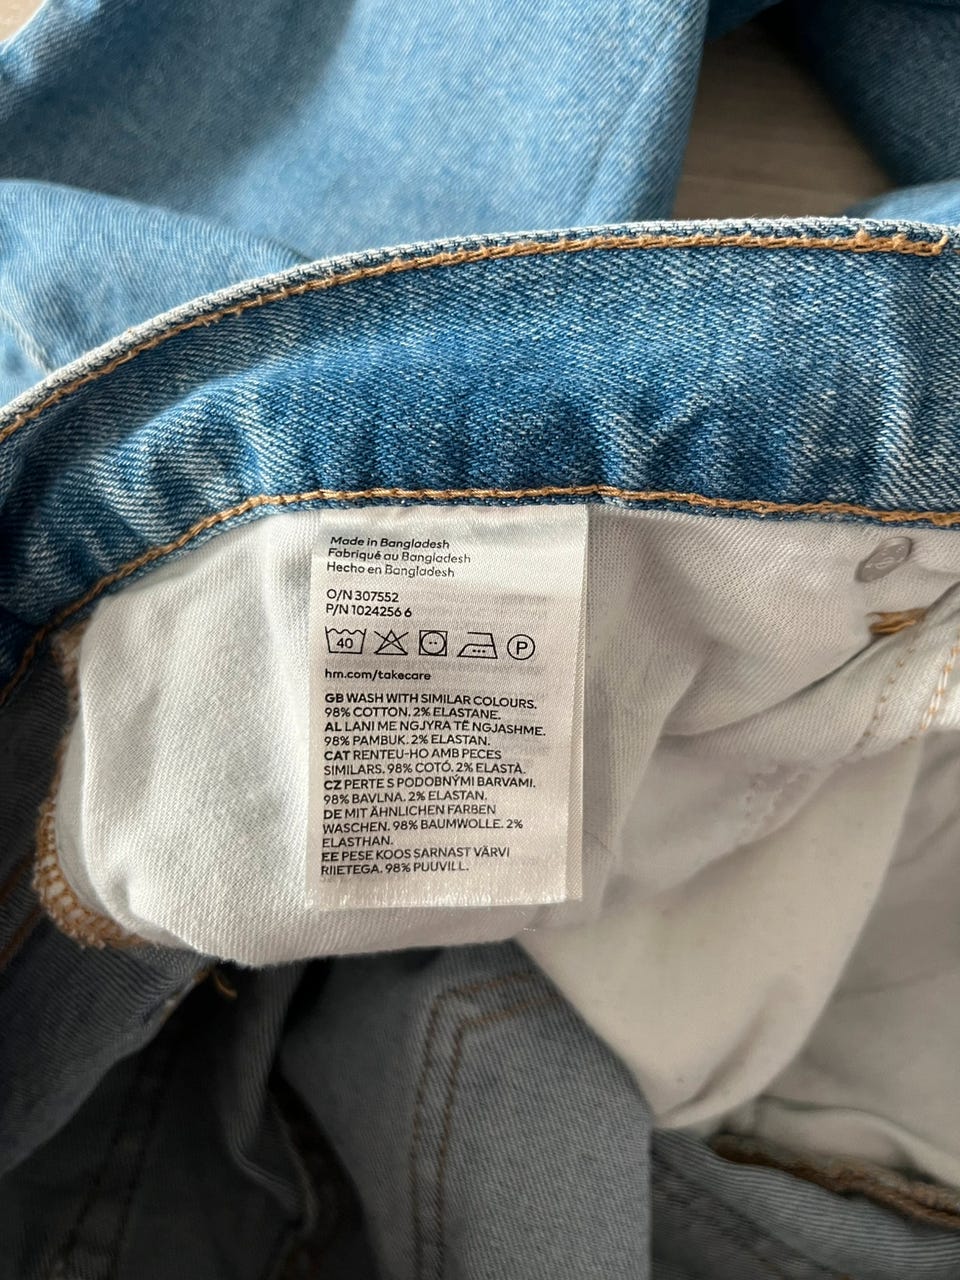 Made in Bangladesh
Fabriqué au Bangladesh
Hecho en Bangladesh
O/N 307552
P/N 1024256 6
40 P
hm.com/takecare
GB WASH WITH SIMILAR COLOURS.
98% COTTON. 2% ELASTANE.
AL LANI ME NGJYRA TË NGJASHME.
98% PAMBUK. 2% ELASTAN.
CAT RENTEU-HO AMB PECES
SIMILARS. 98% COTÓ. 2% ELASTÀ.
CZ PERTE S PODOBNÝMI BARVAMI.
98% BAVLNA. 2% ELASTAN.
DE MIT ÄHNLICHEN FARBEN
WASCHEN. 98% BAUMWOLLE. 2%
ELASTHAN.
EE PESE KOOS SARNAST VÄRVI
RIIETEGA. 98% PUUVILL.